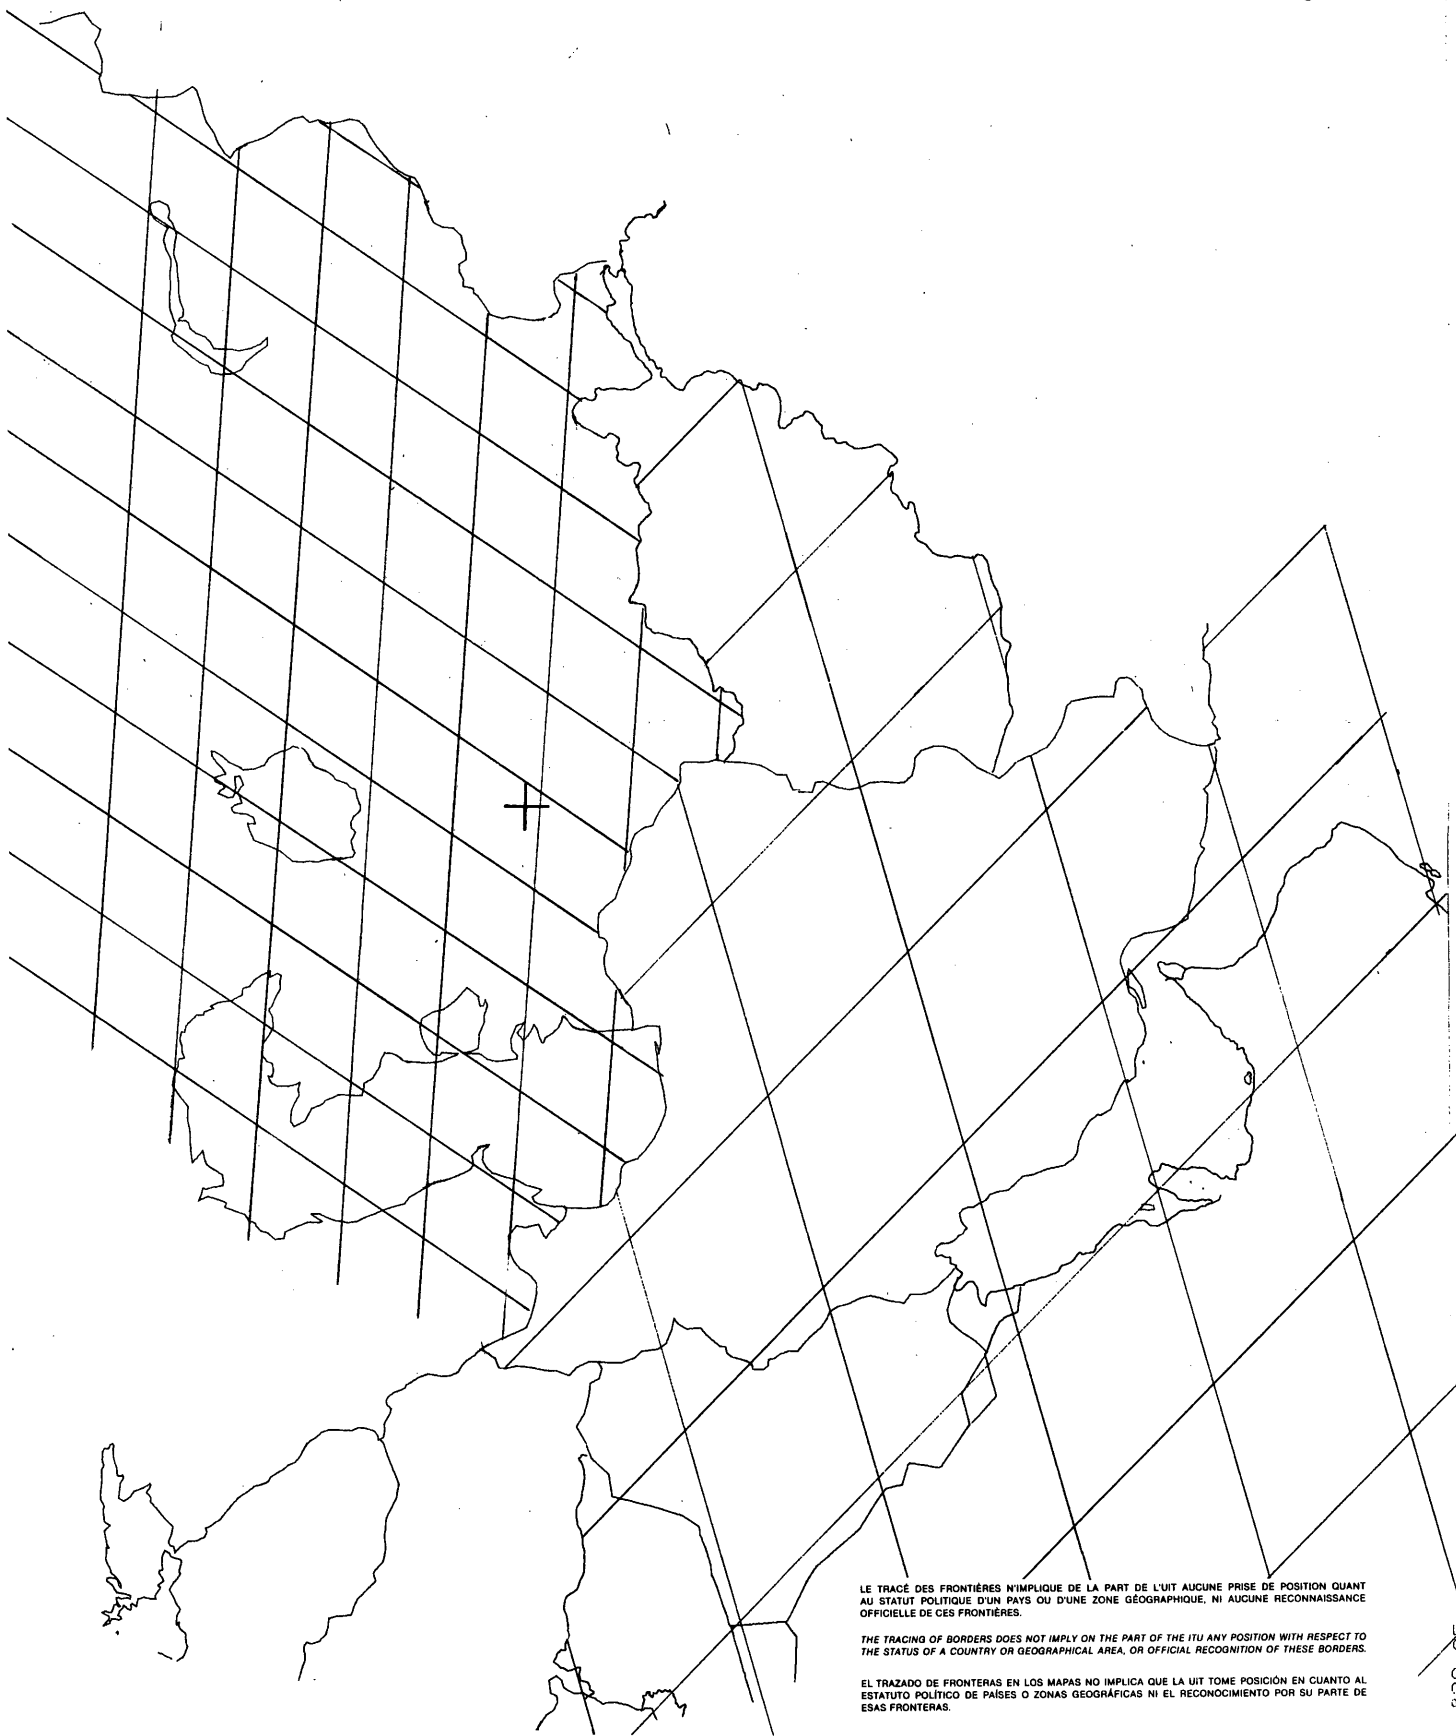 LE TRACÉ DES FRONTIÈRES N'IMPLIQUE DE LA PART DE L'UIT AUCUNE PRISE DE POSITION QUANT
AU STATUT POLITIQUE D'UN PAYS OU D'UNE ZONE GÉOGRAPHIQUE, NI AUCUNE RECONNAISSANCE
OFFICIELLE DE CES FRONTIÈRES.
THE TRACING OF BORDERS DOES NOT IMPLY ON THE PART OF THE ITU ANY POSITION WITH RESPECT TO
THE STATUS OF A COUNTRY OR GEOGRAPHICAL AREA, OR OFFICIAL RECOGNITION OF THESE BORDERS.
EL TRAZADO DE FRONTERAS EN LOS MAPAS NO IMPLICA QUE LA UIT TOME POSICIÓN EN CUANTO AL
ESTATUTO POLÍTICO DE PAÍSES O ZONAS GEOGRÁFICAS NI EL RECONOCIMIENTO POR SU PARTE DE
ESAS FRONTERAS.